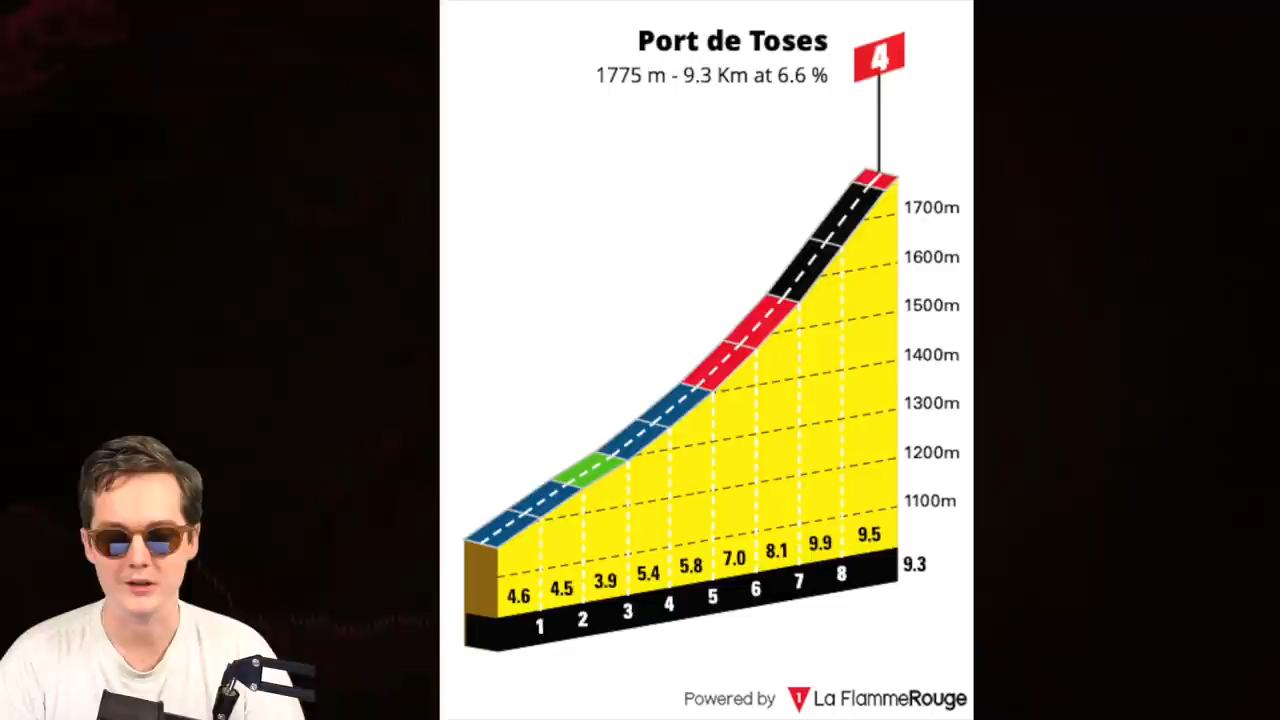 Port de Toses
4
1775 m - 9.3 Km at 6.6 %
1700m
1600m
1500m
1400m
1300m
1200m
1100m
4.6 4.5 3.9 5.4 5.8 7.0 8.1 9.9 9.5
1 2 3 4 5 6 7 8 9.3
Powered by 1 La FlammeRouge